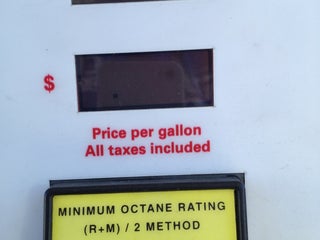 $
Price per gallon
All taxes included
MINIMUM OCTANE RATING
(R+M) / 2 METHOD